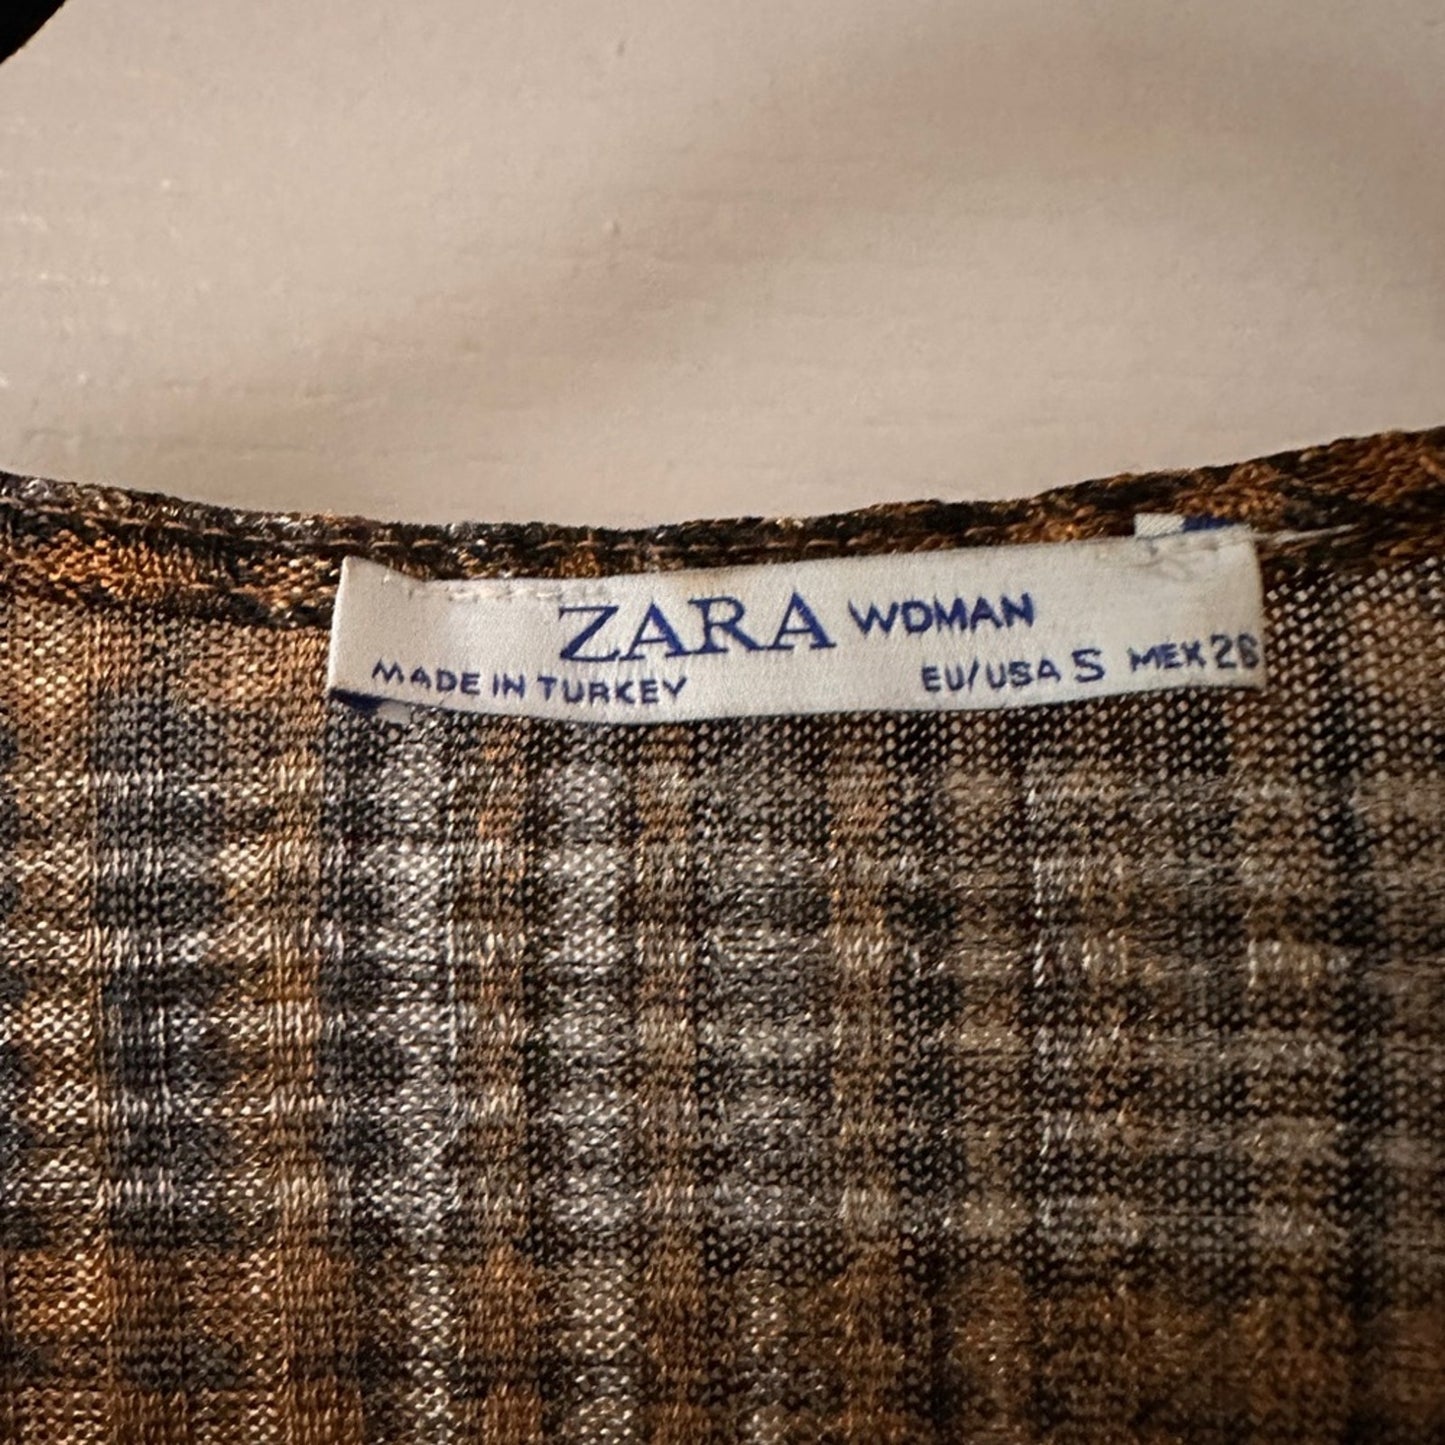 ZARA WOMAN
MADE IN TURKEY EU/USA S MEX 26